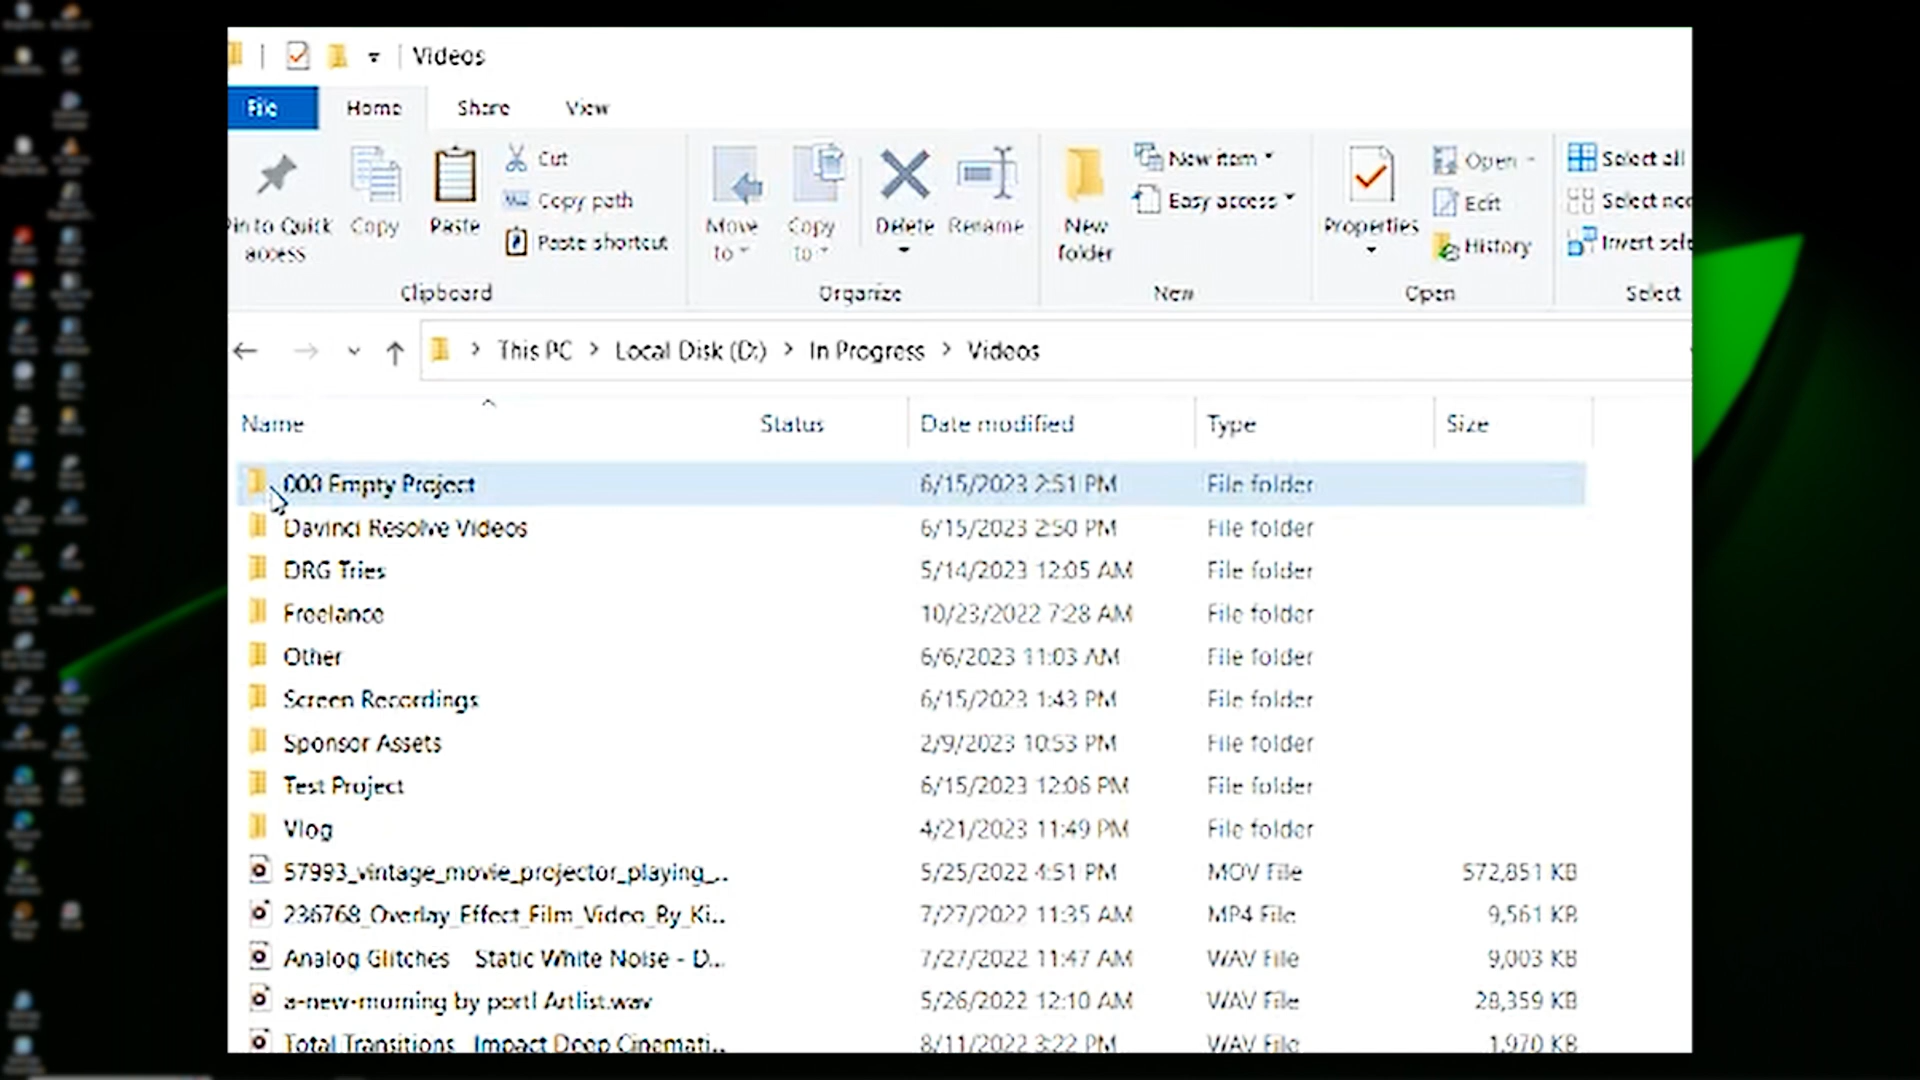 Videos
File Home Share View
Pin to Quick access
Copy
Paste
Cut
Copy path
Paste shortcut
Clipboard
Move to
Copy to
Delete
Rename
Organize
New folder
New item
Easy access
New
Properties
Open
Edit
History
Open
Select all
Select
Invert
Select
This PC > Local Disk (D:) > In Progress > Videos
Name Status Date modified Type Size
000 Empty Project 6/15/2023 2:51 PM File folder
Davinci Resolve Videos 6/15/2023 2:50 PM File folder
DRG Tries 5/14/2023 12:05 AM File folder
Freelance 10/23/2022 7:28 AM File folder
Other 6/6/2023 11:03 AM File folder
Screen Recordings 6/15/2023 1:43 PM File folder
Sponsor Assets 2/9/2023 10:53 PM File folder
Test Project 6/15/2023 12:06 PM File folder
Vlog 4/21/2023 11:49 PM File folder
57993_vintage_movie_projector_playing_... 5/25/2022 4:51 PM MOV File 572,851 KB
236768_Overlay_Effect_Film_Video_By_Ki... 7/27/2022 11:35 AM MP4 File 9,561 KB
Analog Glitches Static White Noise - D... 7/27/2022 11:47 AM WAV File 9,003 KB
a-new-morning by portl Artlist.wav 5/26/2022 12:10 AM WAV File 28,359 KB
Total Transitions Impact Deep Cinemati... 8/11/2022 3:22 PM WAV File 1,970 KB